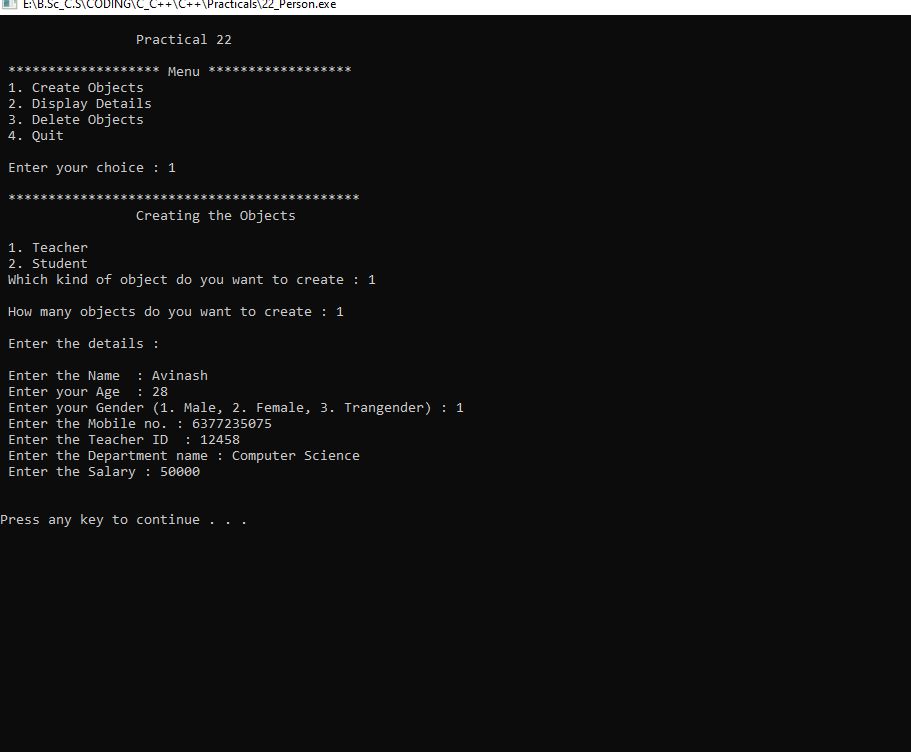 E:\B.Sc_C.S\CODING\C_C++\C++\Practicals\22_Person.exe
Practical 22
******************* Menu ******************
1. Create Objects
2. Display Details
3. Delete Objects
4. Quit
Enter your choice : 1
********************************************
Creating the Objects
1. Teacher
2. Student
Which kind of object do you want to create : 1
How many objects do you want to create : 1
Enter the details :
Enter the Name  : Avinash
Enter your Age  : 28
Enter your Gender (1. Male, 2. Female, 3. Trangender) : 1
Enter the Mobile no. : 6377235075
Enter the Teacher ID  : 12458
Enter the Department name : Computer Science
Enter the Salary : 50000
Press any key to continue . . .